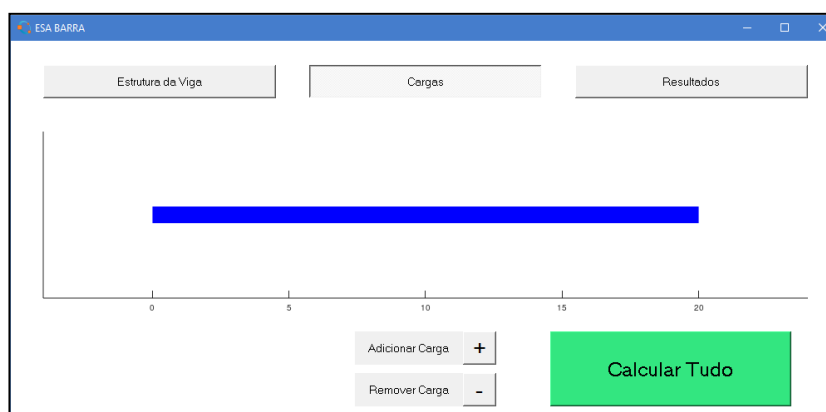 ESA BARRA
Estrutura da Viga
Cargas
Resultados
0 5 10 15 20
Adicionar Carga +
Remover Carga -
Calcular Tudo